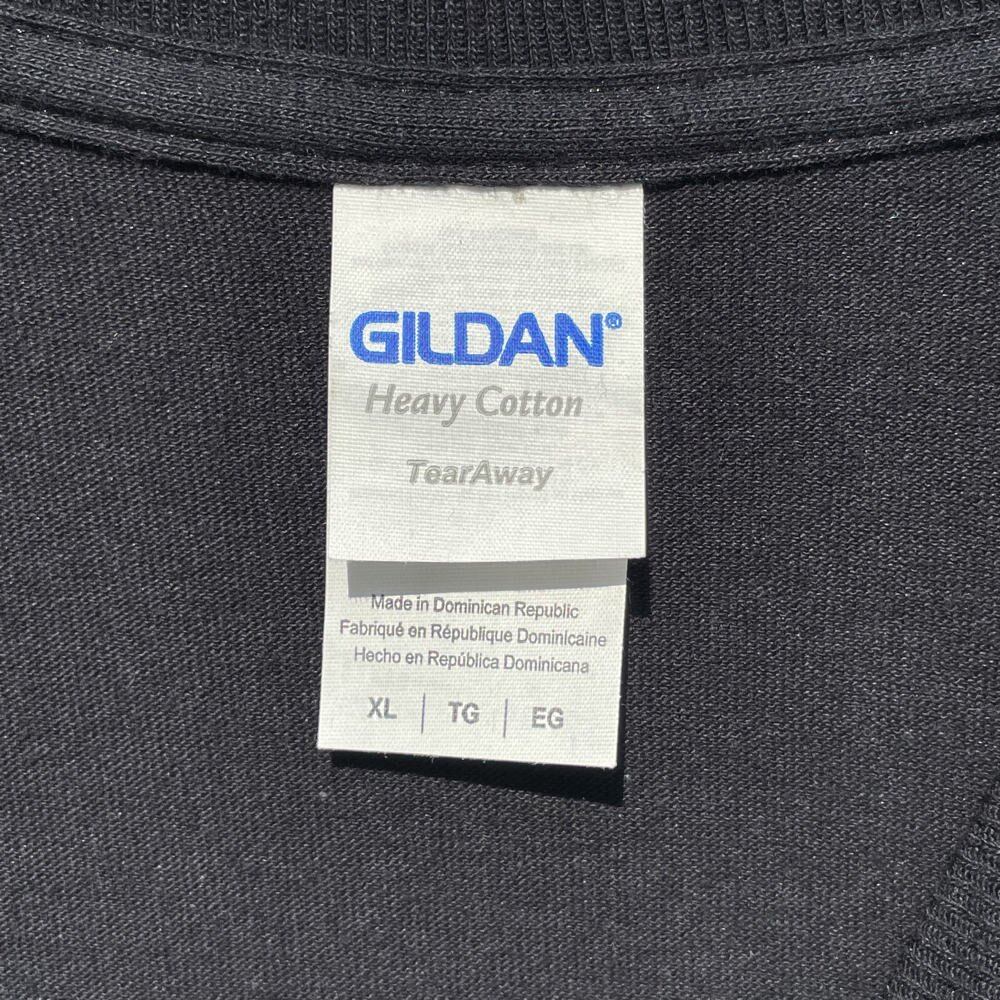 GILDAN®
Heavy Cotton
TearAway
Made in Dominican Republic
Fabriqué en République Dominicaine
Hecho en República Dominicana
XL | TG | EG